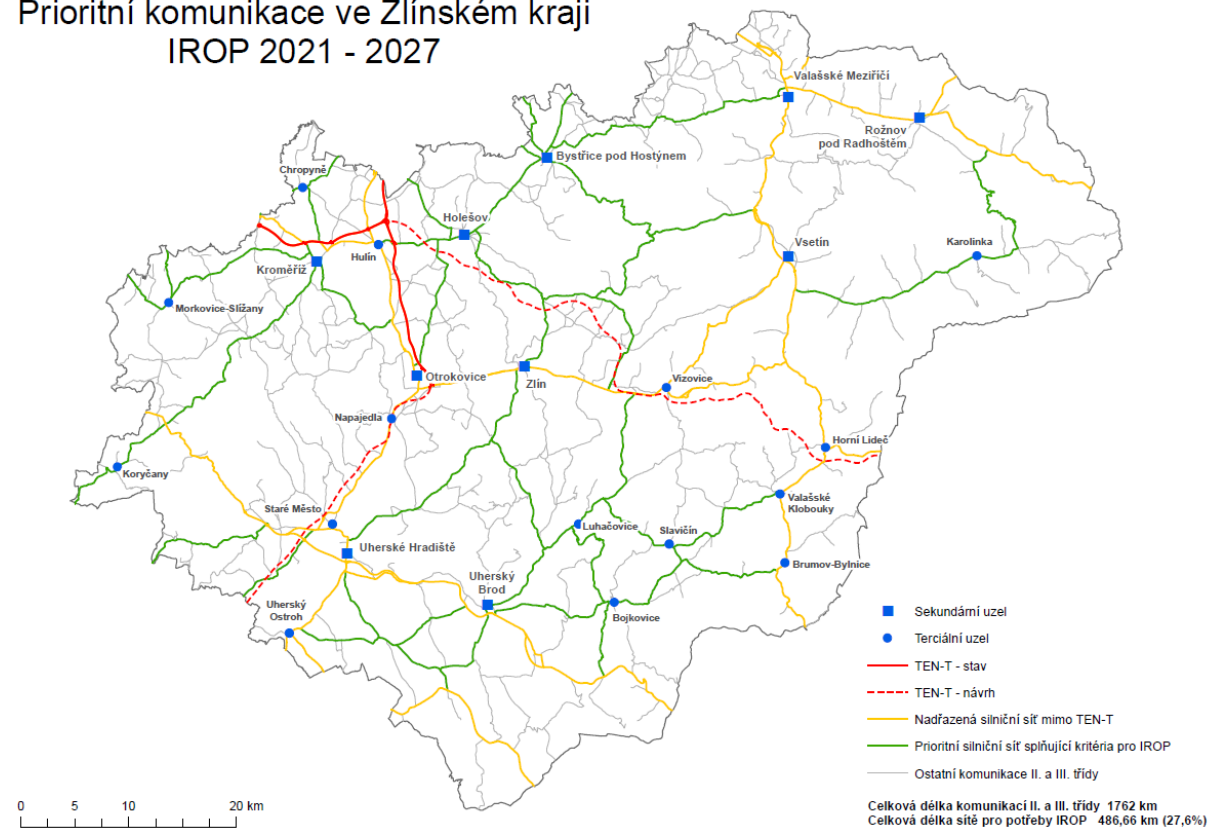 Prioritní komunikace ve Zlínském kraji
IROP 2021 - 2027
Valašské Meziříčí
Rožnov
pod Radhoštěm
Bystřice pod Hostýnem
Chropyně
Holešov
Vsetín
Karolinka
Hulín
Kroměříž
Morkovice-Slížany
Otrokovice
Zlín
Vizovice
Napajedla
Horní Lideč
Koryčany
Valašské
Klobouky
Staré Město
Luhačovice
Slavičín
Uherské Hradiště
Brumov-Bylnice
Uherský
Brod
Uherský
Ostroh
Bojkovice
Sekundární uzel
Terciální uzel
TEN-T - stav
TEN-T - návrh
Nadřazená silniční síť mimo TEN-T
Prioritní silniční síť splňující kritéria pro IROP
Ostatní komunikace II. a III. třídy
0 5 10 20 km
Celková délka komunikací II. a III. třídy 1762 km
Celková délka sítě pro potřeby IROP 486,66 km (27,6%)